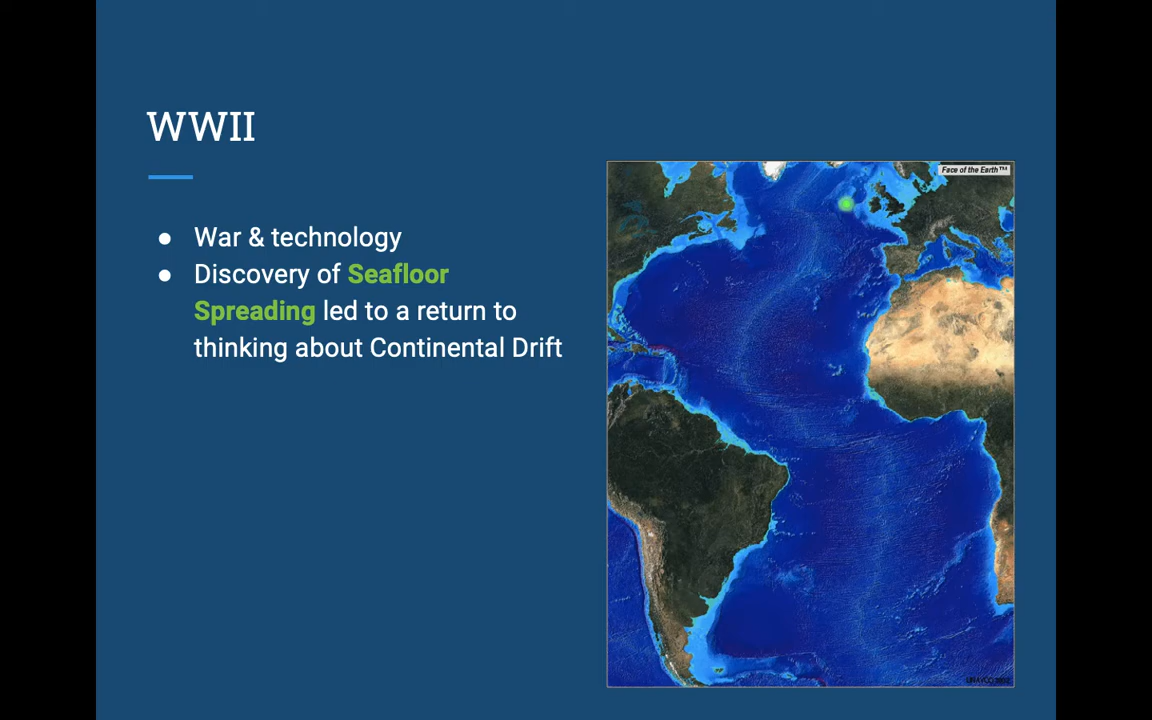 WWII
● War & technology
● Discovery of Seafloor
Spreading led to a return to
thinking about Continental Drift
Face of the Earth™